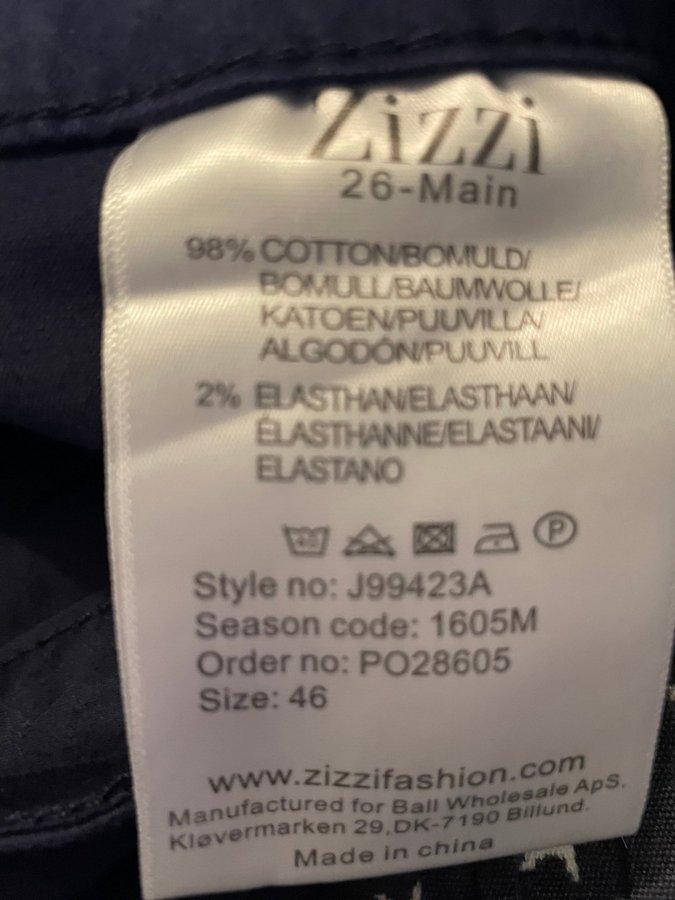 Zizzi
26-Main
98% COTTON/BOMULD/
BOMULL/BAUMWOLLE/
KATOEN/PUUVILLA/
ALGODÓN/PUUVILL
2% ELASTHAN/ELASTHAAN/
ÉLASTHANNE/ELASTAANI/
ELASTANO
40 P
Style no: J99423A
Season code: 1605M
Order no: PO28605
Size: 46
www.zizzifashion.com
Manufactured for Ball Wholesale ApS,
Kløvermarken 29,DK-7190 Billund.
Made in china